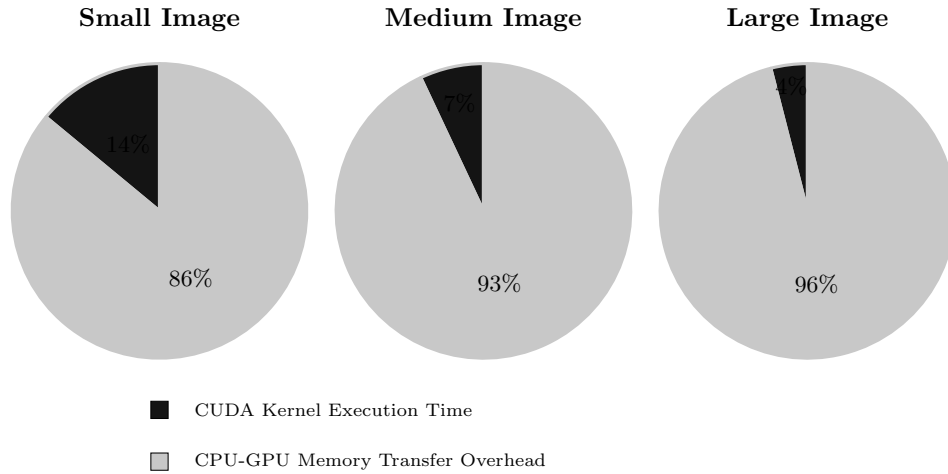 Small Image Medium Image Large Image
14% 7% 4%
86% 93% 96%
CUDA Kernel Execution Time
CPU-GPU Memory Transfer Overhead